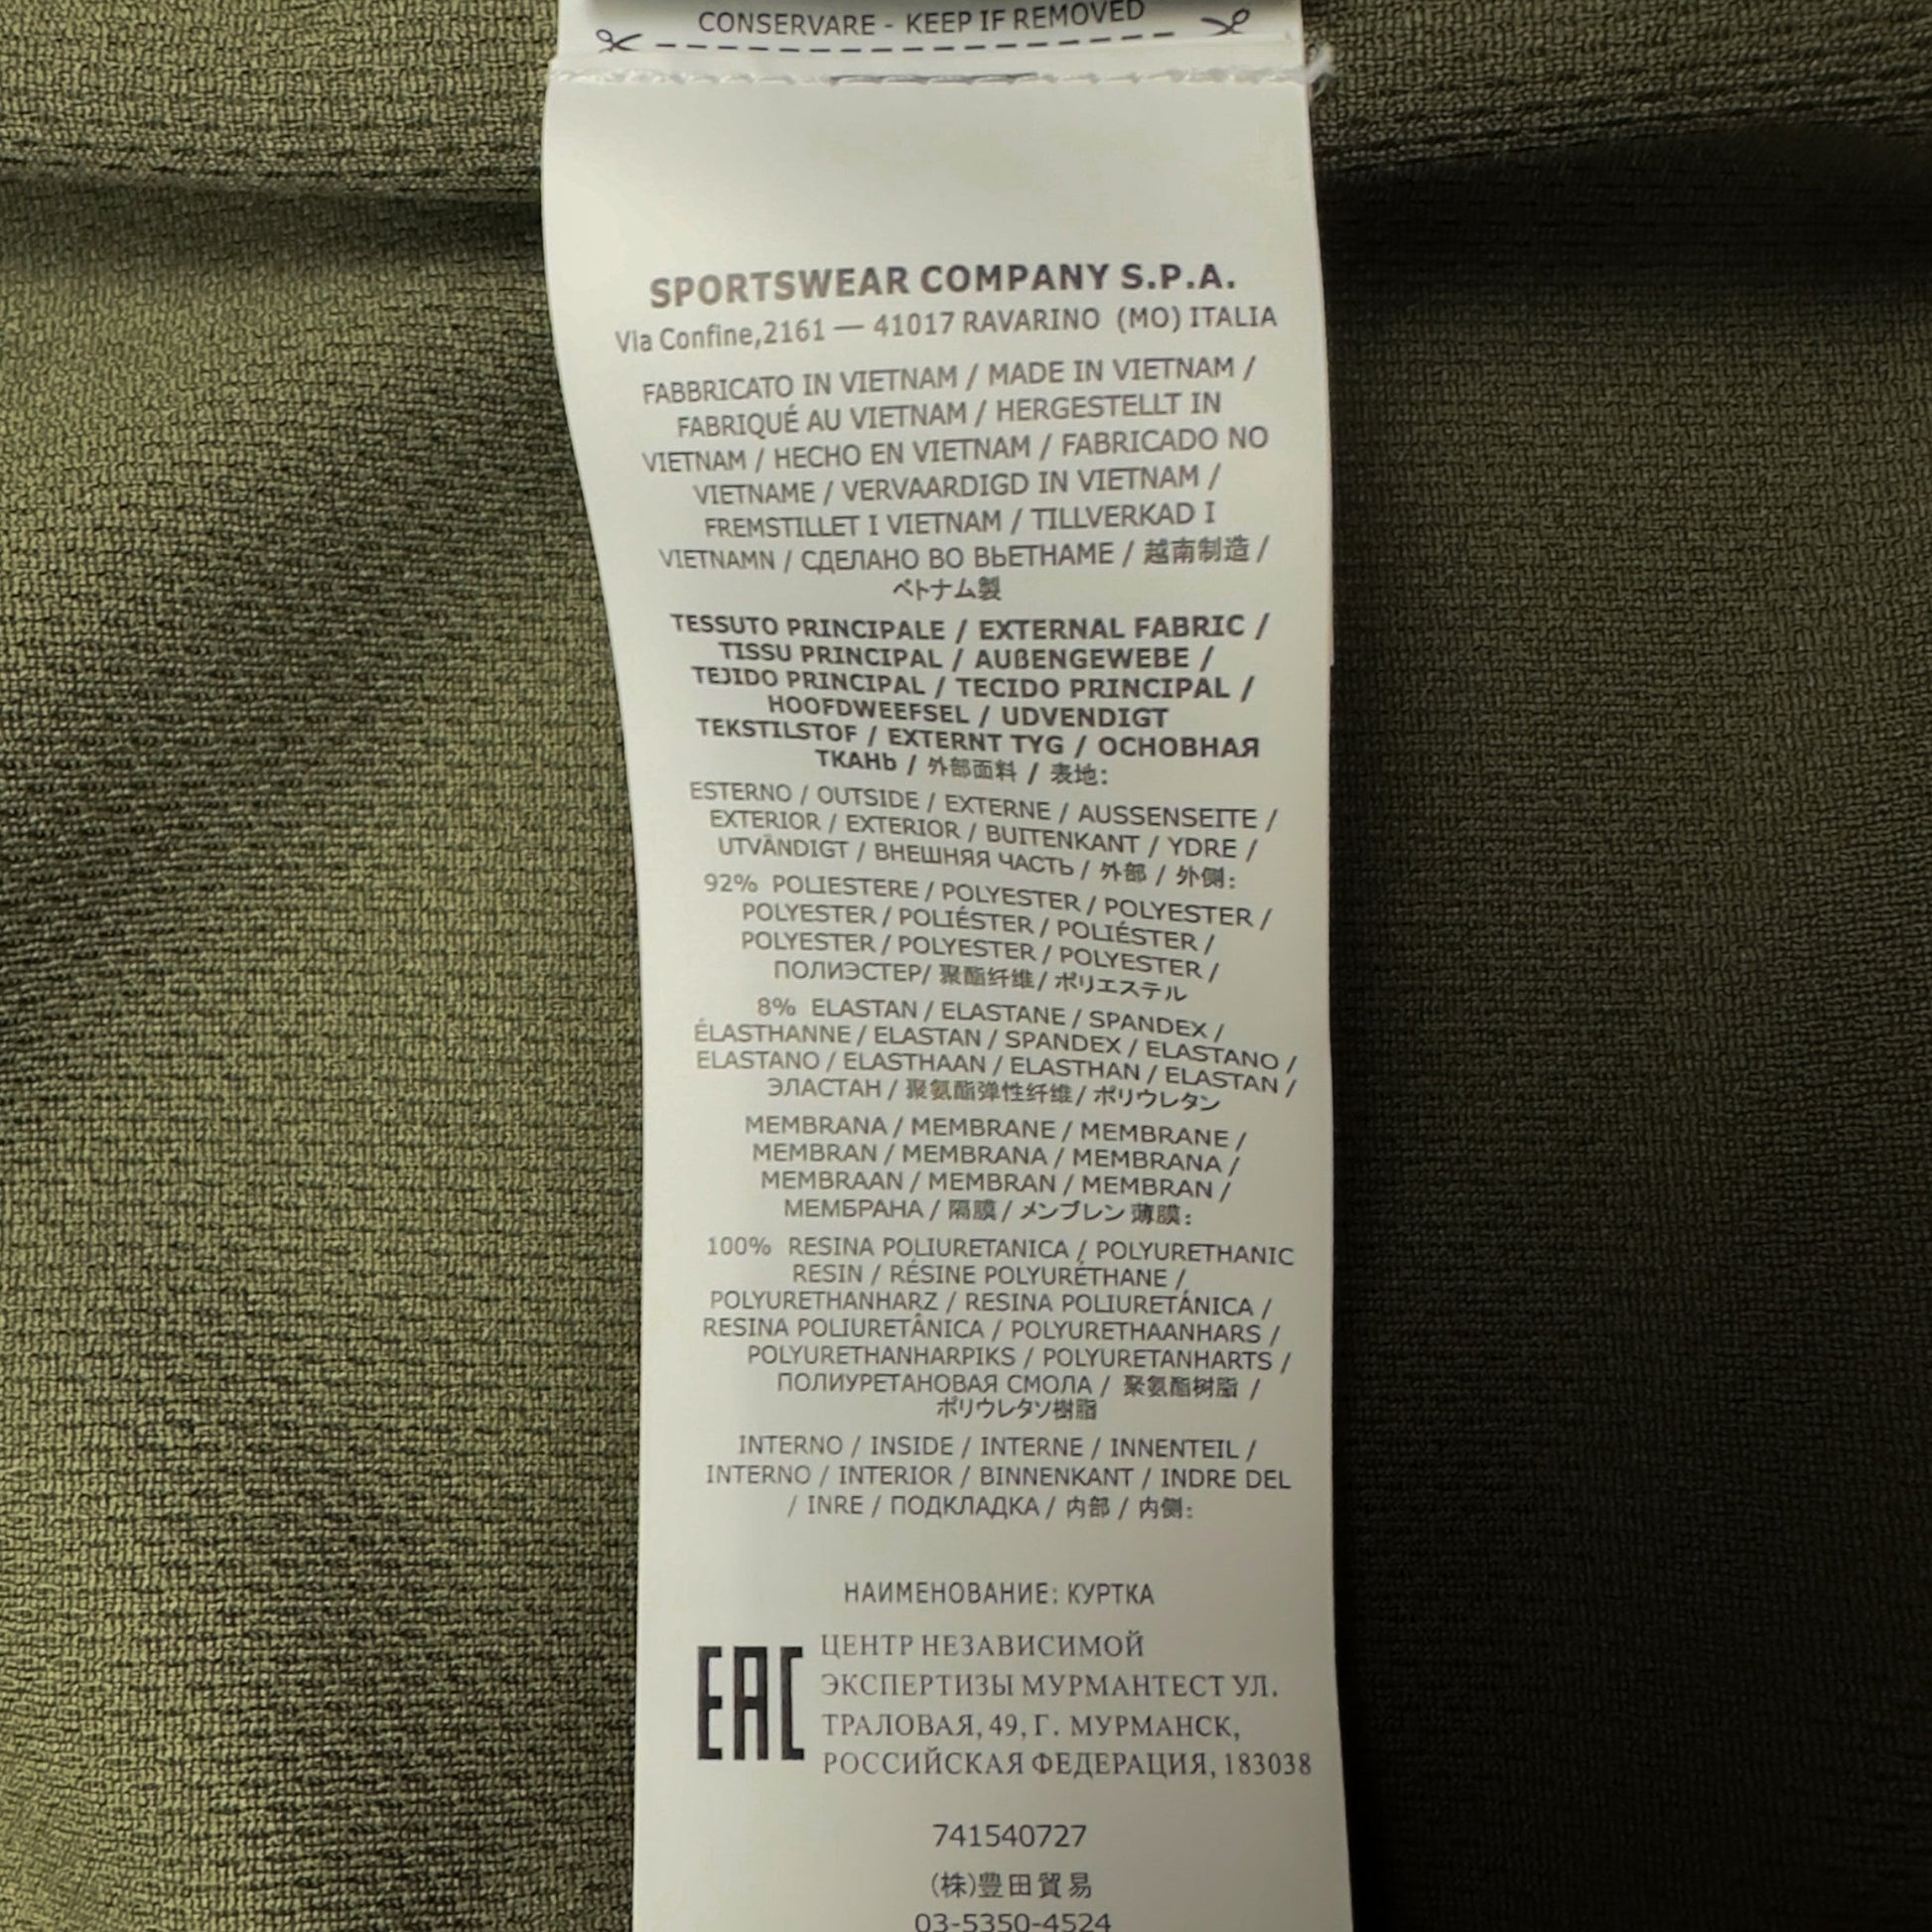 CONSERVARE - KEEP IF REMOVED
SPORTSWEAR COMPANY S.P.A.
Via Confine,2161 — 41017 RAVARINO (MO) ITALIA
FABBRICATO IN VIETNAM / MADE IN VIETNAM /
FABRIQUÉ AU VIETNAM / HERGESTELLT IN
VIETNAM / HECHO EN VIETNAM / FABRICADO NO
VIETNAME / VERVAARDIGD IN VIETNAM /
FREMSTILLET I VIETNAM / TILLVERKAD I
VIETNAMN / СДЕЛАНО ВО ВЬЕТНАМЕ / 越南制造 /
ベトナム製
TESSUTO PRINCIPALE / EXTERNAL FABRIC /
TISSU PRINCIPAL / AUßENGEWEBE /
TEJIDO PRINCIPAL / TECIDO PRINCIPAL /
HOOFDWEEFSEL / UDVENDIGT
TEKSTILSTOF / EXTERNT TYG / ОСНОВНАЯ
ТКАНЬ / 外部面料 / 表地:
ESTERNO / OUTSIDE / EXTERNE / AUSSENSEITE /
EXTERIOR / EXTERIOR / BUITENKANT / YDRE /
UTVÄNDIGT / ВНЕШНЯЯ ЧАСТЬ / 外部 / 外側:
92% POLIESTERE / POLYESTER / POLYESTER /
POLYESTER / POLIÉSTER / POLIÉSTER /
POLYESTER / POLYESTER / POLYESTER /
ПОЛИЭСТЕР/ 聚酯纤维/ ポリエステル
8% ELASTAN / ELASTANE / SPANDEX /
ÉLASTHANNE / ELASTAN / SPANDEX / ELASTANO /
ELASTANO / ELASTHAAN / ELASTHAN / ELASTAN /
ЭЛАСТАН / 聚氨酯弹性纤维/ ポリウレタン
MEMBRANA / MEMBRANE / MEMBRANE /
MEMBRAN / MEMBRANA / MEMBRANA /
MEMBRAAN / MEMBRAN / MEMBRAN /
МЕМБРАНА / 隔膜/ メンブレン 薄膜:
100% RESINA POLIURETANICA / POLYURETHANIC
RESIN / RÉSINE POLYURÉTHANE /
POLYURETHANHARZ / RESINA POLIURETÁNICA /
RESINA POLIURETÂNICA / POLYURETHAANHARS /
POLYURETHANHARPIKS / POLYURETANHARTS /
ПОЛИУРЕТАНОВАЯ СМОЛА / 聚氨酯树脂 /
ポリウレタソ樹脂
INTERNO / INSIDE / INTERNE / INNENTEIL /
INTERNO / INTERIOR / BINNENKANT / INDRE DEL
/ INRE / ПОДКЛАДКА / 内部 / 内側:
НАИМЕНОВАНИЕ: КУРТКА
EAC
ЦЕНТР НЕЗАВИСИМОЙ
ЭКСПЕРТИЗЫ МУРМАНТЕСТ УЛ.
ТРАЛОВАЯ, 49, Г. МУРМАНСК,
РОССИЙСКАЯ ФЕДЕРАЦИЯ, 183038
741540727
(株)豊田貿易
03-5350-4524